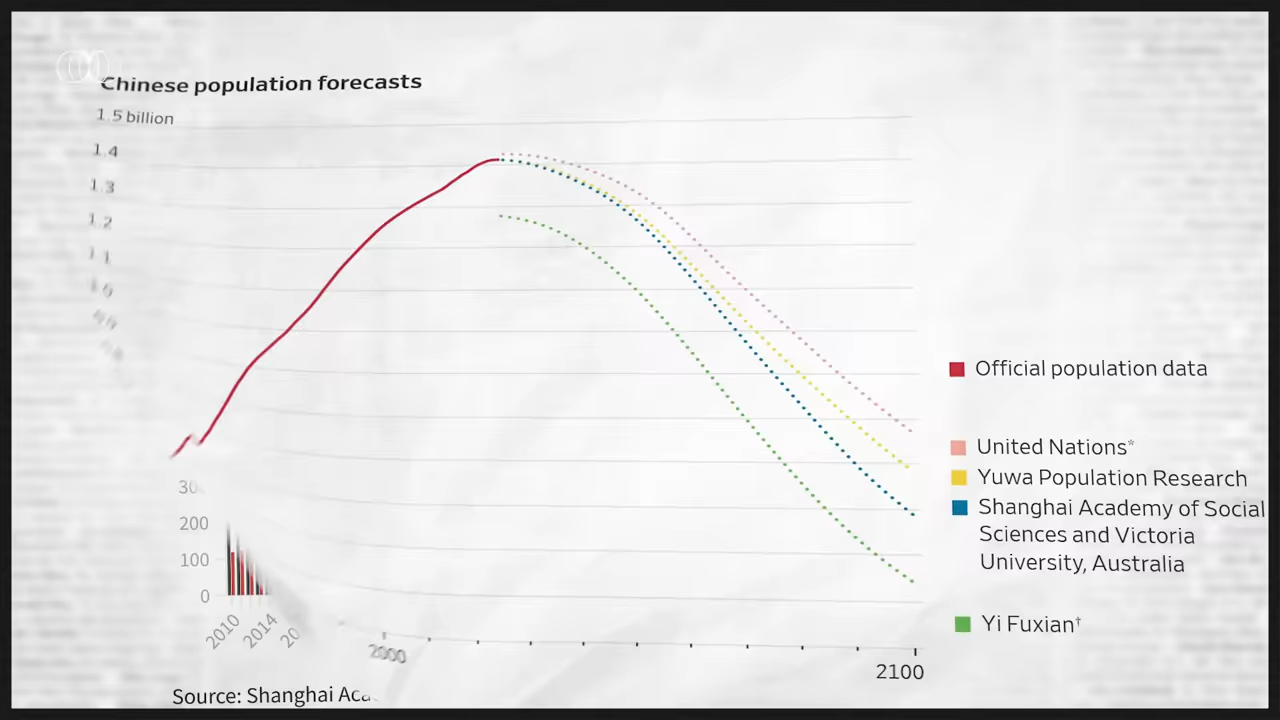 Chinese population forecasts
1.5 billion
1.4
1.3
1.2
1.1
1.0
Official population data
United Nations*
Yuwa Population Research
Shanghai Academy of Social
Sciences and Victoria
University, Australia
Yi Fuxian†
200
100
0
2010
2014
20
2000
2100
Source: Shanghai